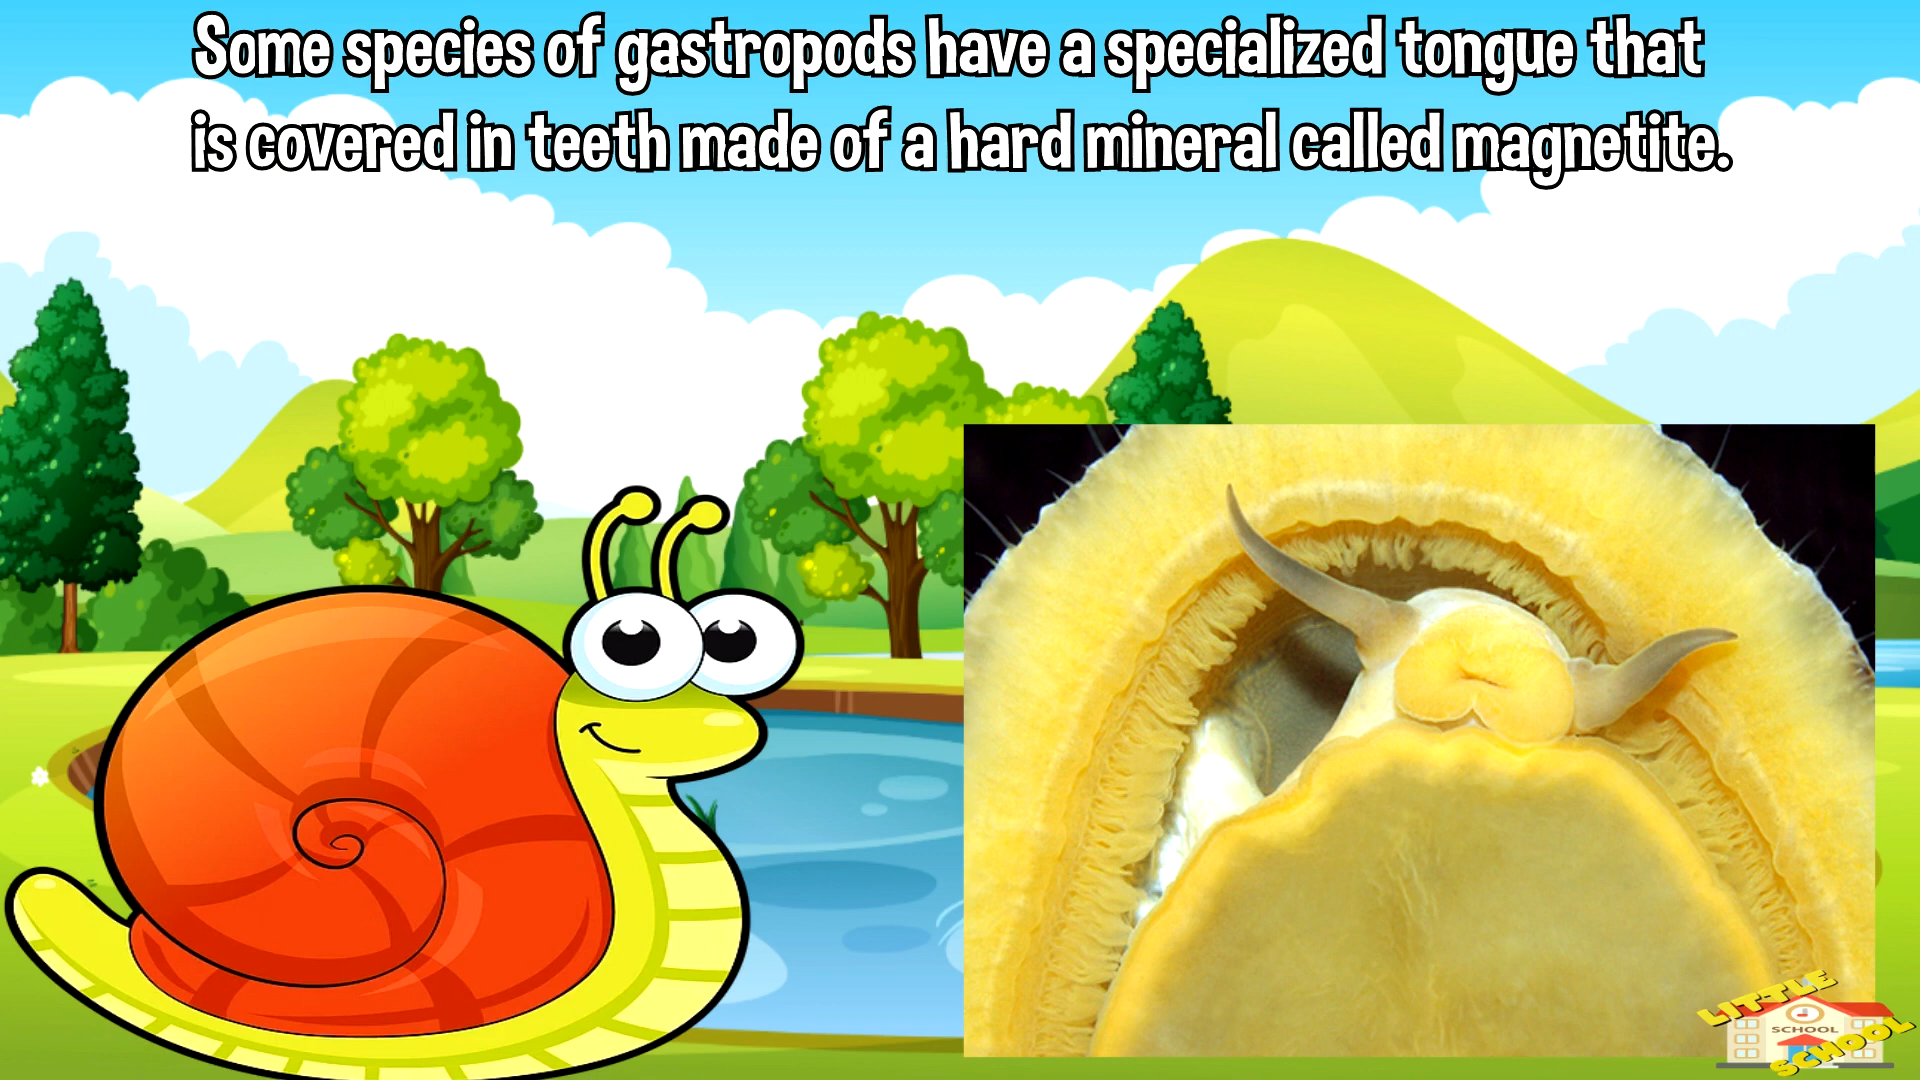 Some species of gastropods have a specialized tongue that
is covered in teeth made of a hard mineral called magnetite.
LITTLE
SCHOOL
SCHOOL